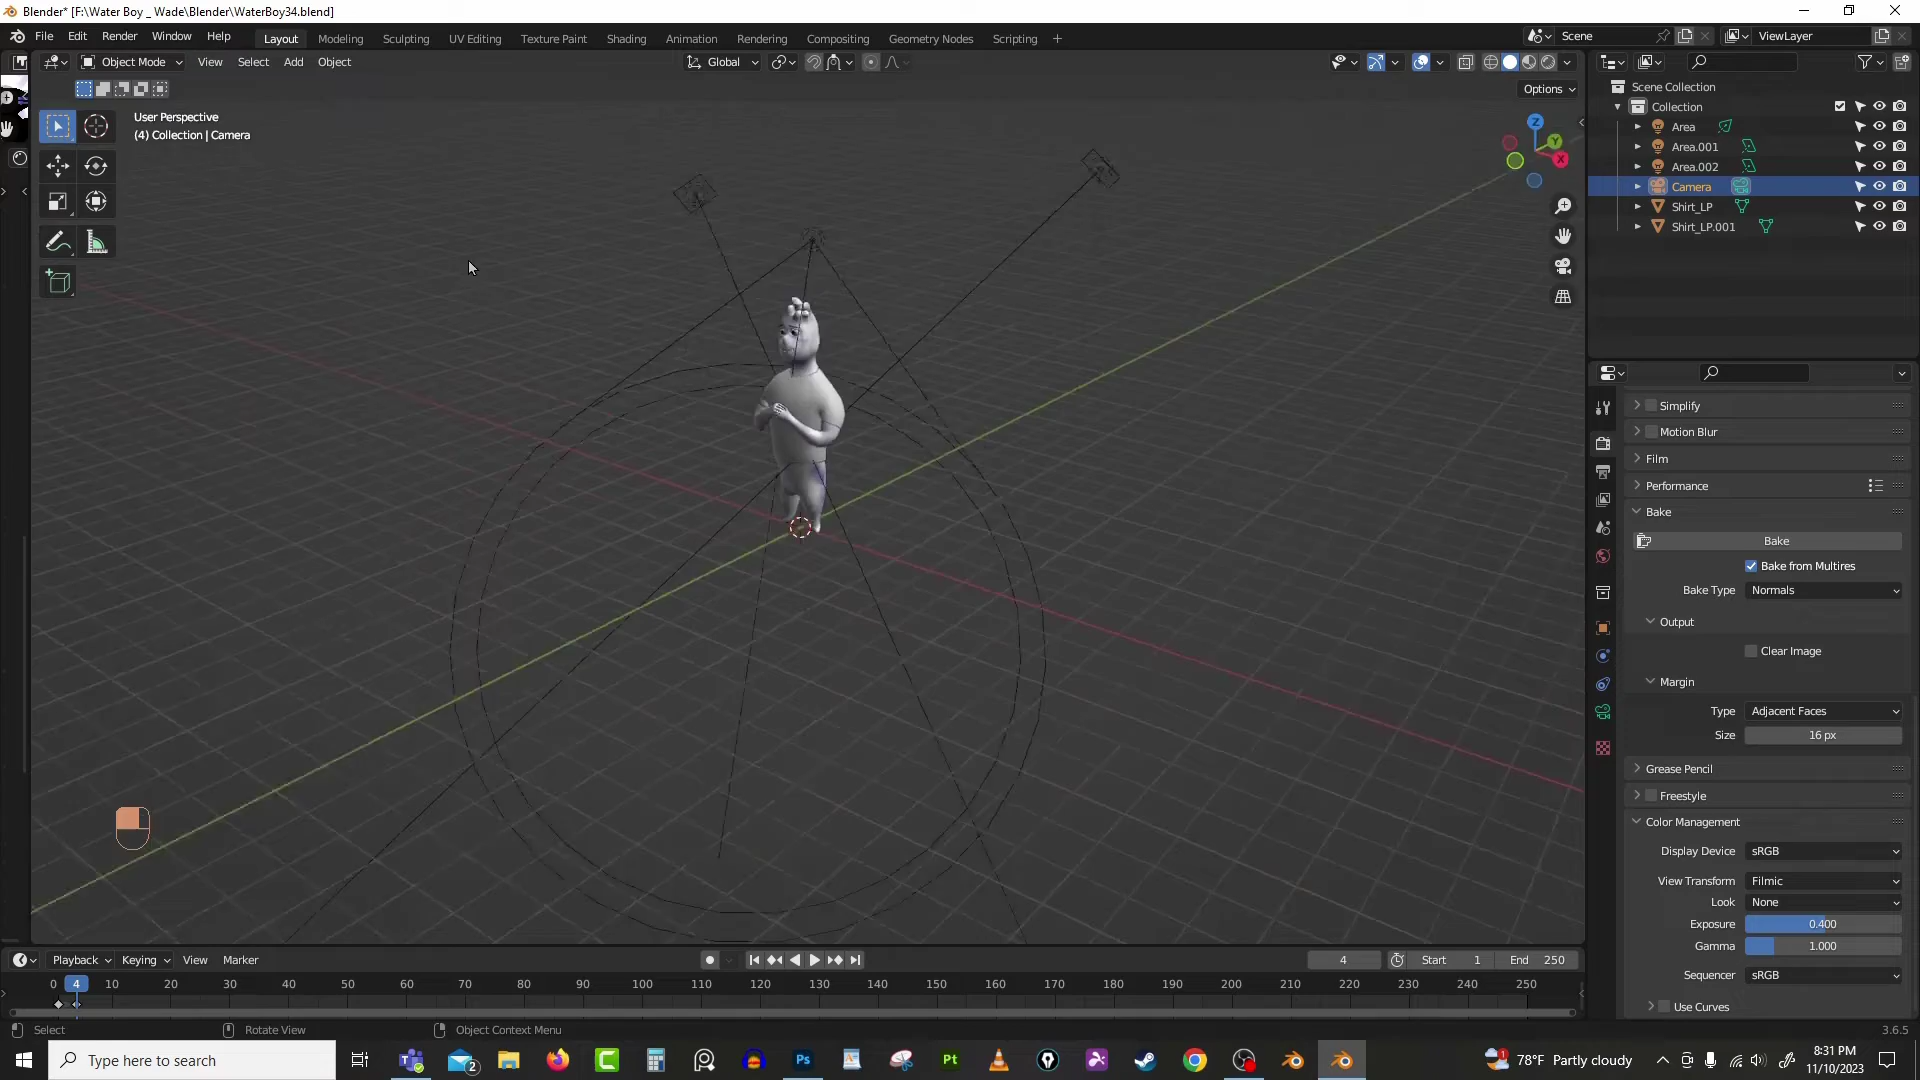 Blender* [F:\Water Boy _ Wade\Blender\WaterBoy34.blend]
File Edit Render Window Help Layout Modeling Sculpting UV Editing Texture Paint Shading Animation Rendering Compositing Geometry Nodes Scripting + Scene ViewLayer
Object Mode View Select Add Object Global
Options
User Perspective
(4) Collection | Camera
Z
Y
X
Scene Collection
Collection
Area
Area.001
Area.002
Camera
Shirt_LP
Shirt_LP.001
Simplify
Motion Blur
Film
Performance
Bake
Bake
Bake from Multires
Bake Type Normals
Output
Clear Image
Margin
Type Adjacent Faces
Size 16 px
Grease Pencil
Freestyle
Color Management
Display Device sRGB
View Transform Filmic
Look None
Exposure 0.400
Gamma 1.000
Sequencer sRGB
Use Curves
Playback Keying View Marker 4 Start 1 End 250
0 4 10 20 30 40 50 60 70 80 90 100 110 120 130 140 150 160 170 180 190 200 210 220 230 240 250
Select Rotate View Object Context Menu 3.6.5
Type here to search 2 Ps Pt 1 78°F Partly cloudy 8:31 PM
11/10/2023